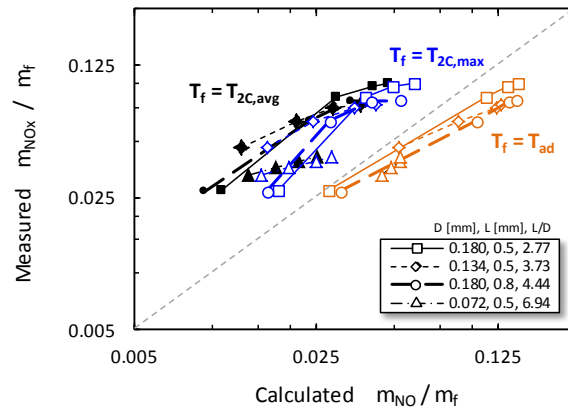 0.125
0.025
0.005
Measured m_NOx / m_f
T_f = T_2C,avg
T_f = T_2C,max
T_f = T_ad
D [mm], L [mm], L/D
0.180, 0.5, 2.77
0.134, 0.5, 3.73
0.180, 0.8, 4.44
0.072, 0.5, 6.94
0.005
0.025
0.125
Calculated m_NO / m_f